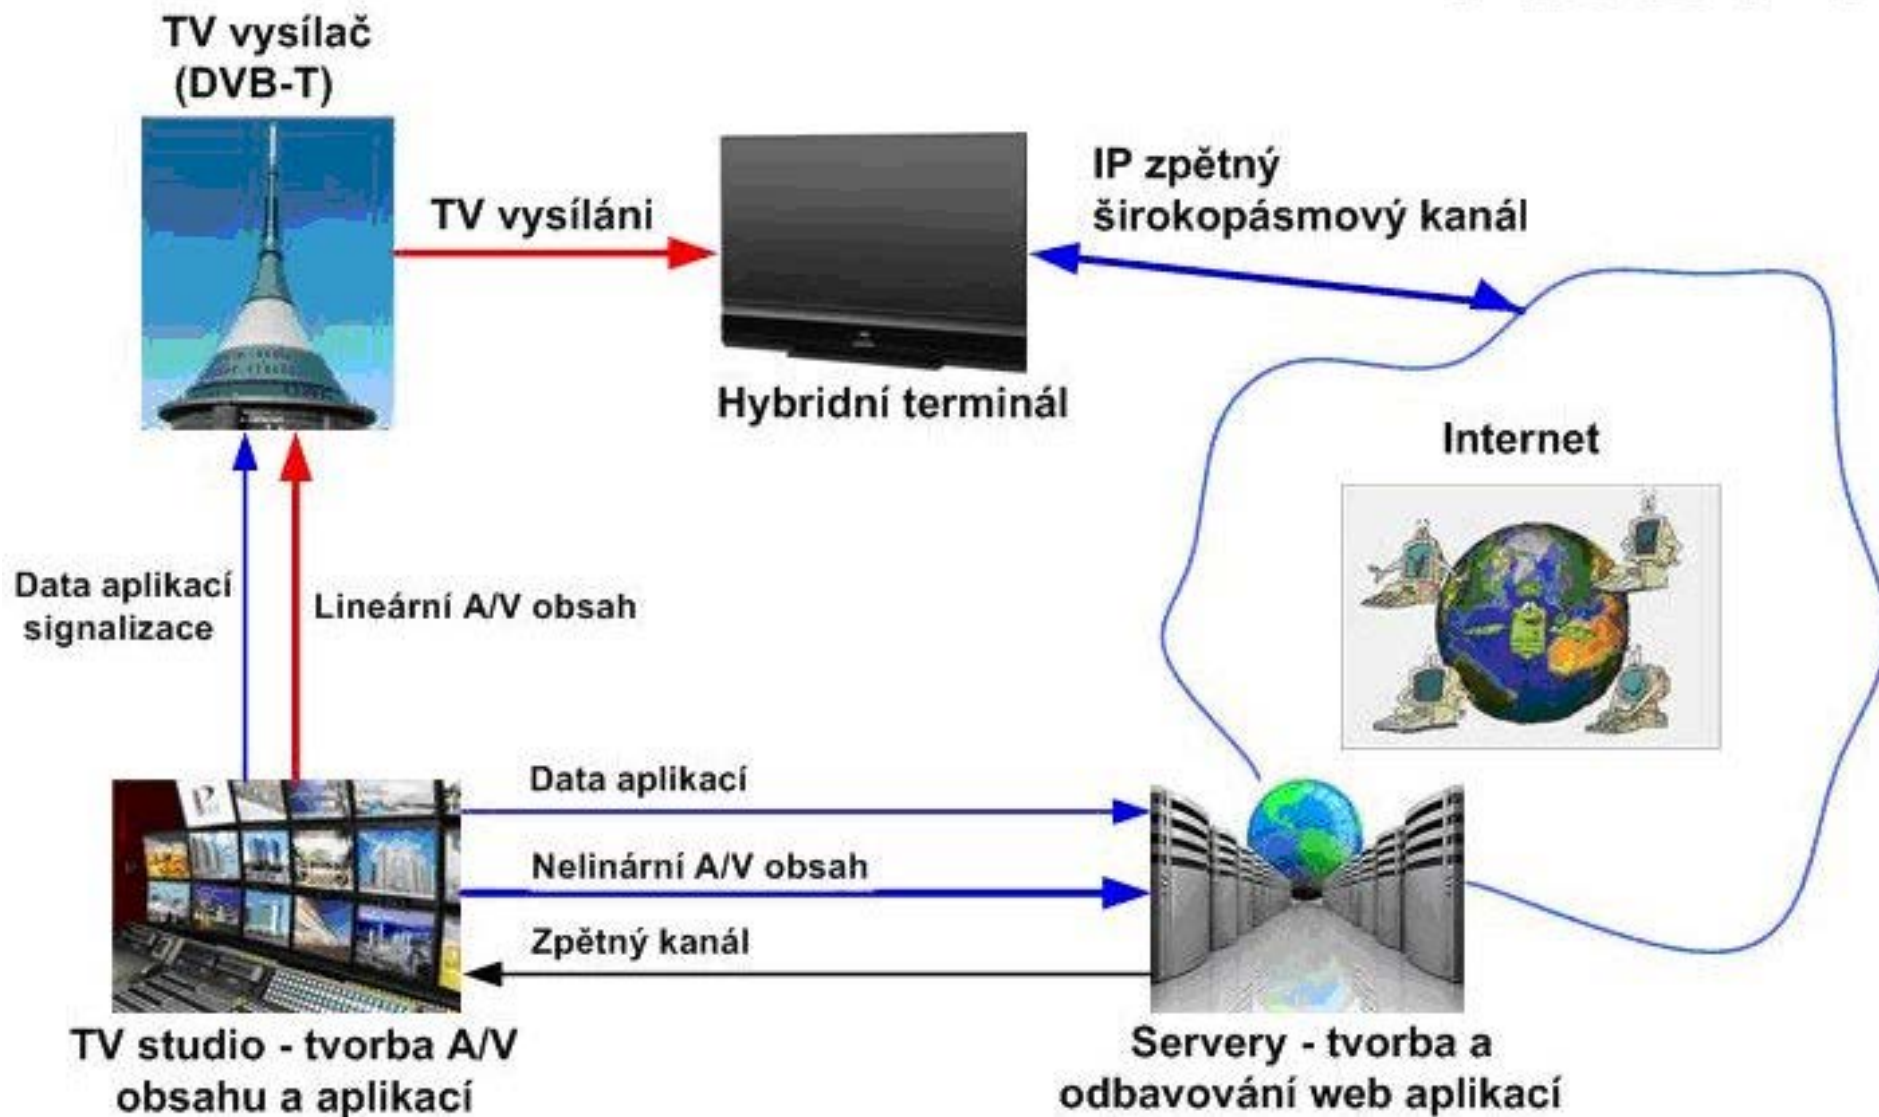 TV vysílač
(DVB-T)
TV vysíláni
IP zpětný
širokopásmový kanál
Hybridní terminál
Internet
Data aplikací
signalizace
Lineární A/V obsah
Data aplikací
Nelinární A/V obsah
Zpětný kanál
TV studio - tvorba A/V
obsahu a aplikací
Servery - tvorba a
odbavování web aplikací